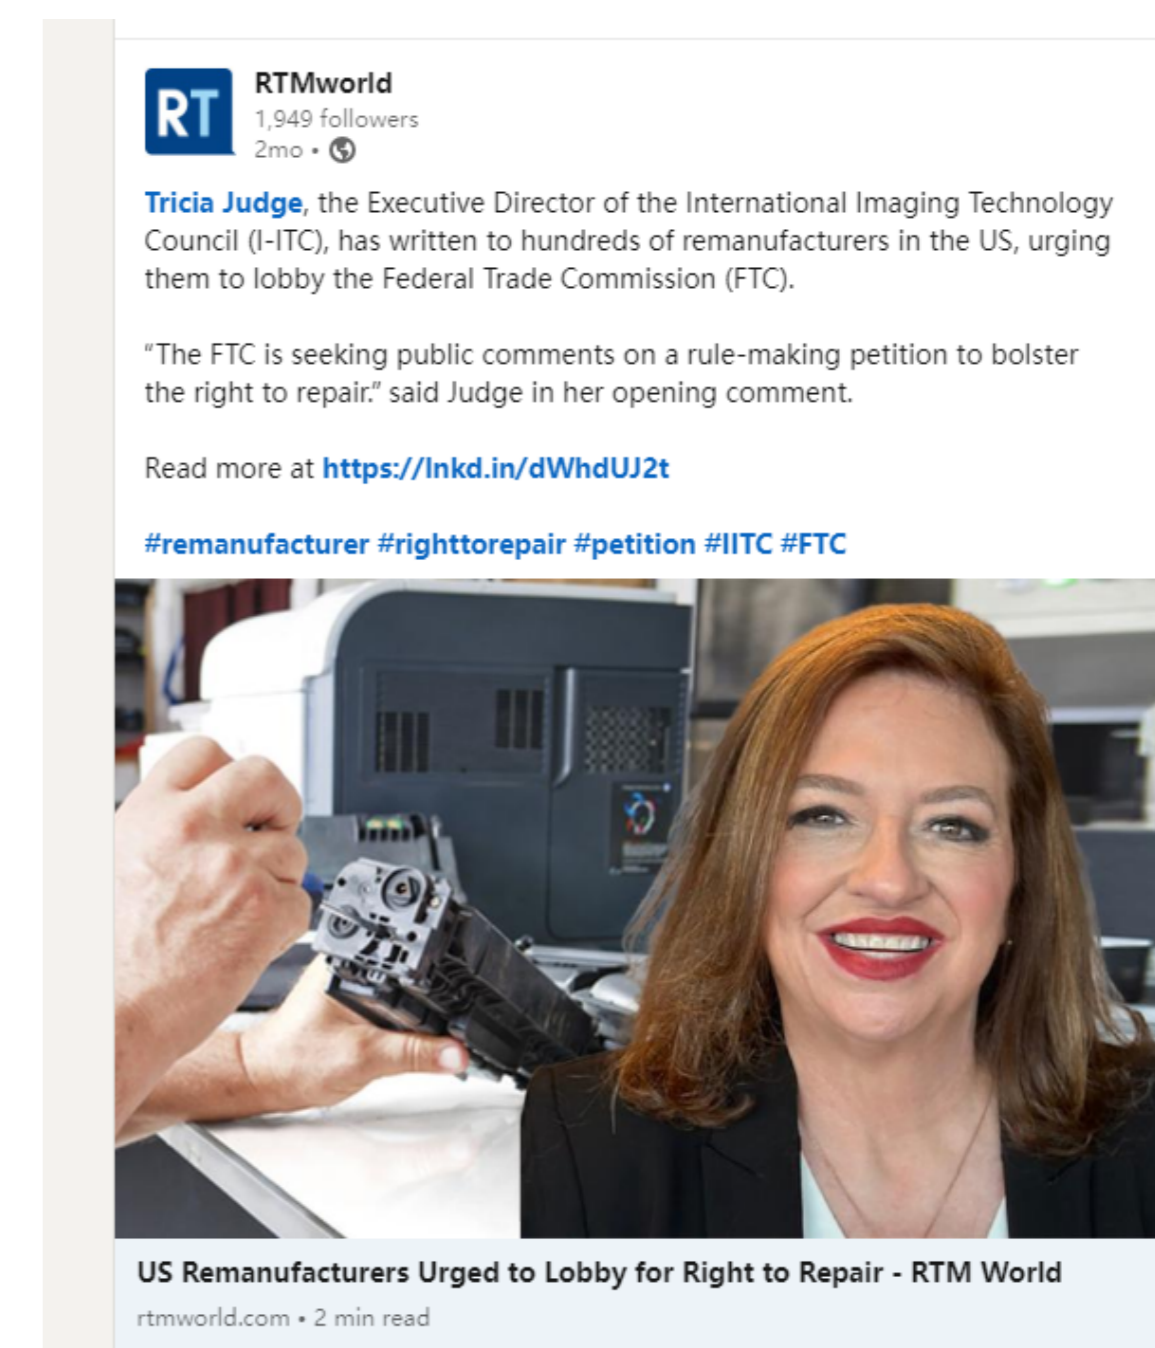 RT
RTMworld
1,949 followers
2mo •
Tricia Judge, the Executive Director of the International Imaging Technology
Council (I-ITC), has written to hundreds of remanufacturers in the US, urging
them to lobby the Federal Trade Commission (FTC).
“The FTC is seeking public comments on a rule-making petition to bolster
the right to repair.” said Judge in her opening comment.
Read more at https://lnkd.in/dWhdUJ2t
#remanufacturer #righttorepair #petition #IITC #FTC
US Remanufacturers Urged to Lobby for Right to Repair - RTM World
rtmworld.com • 2 min read